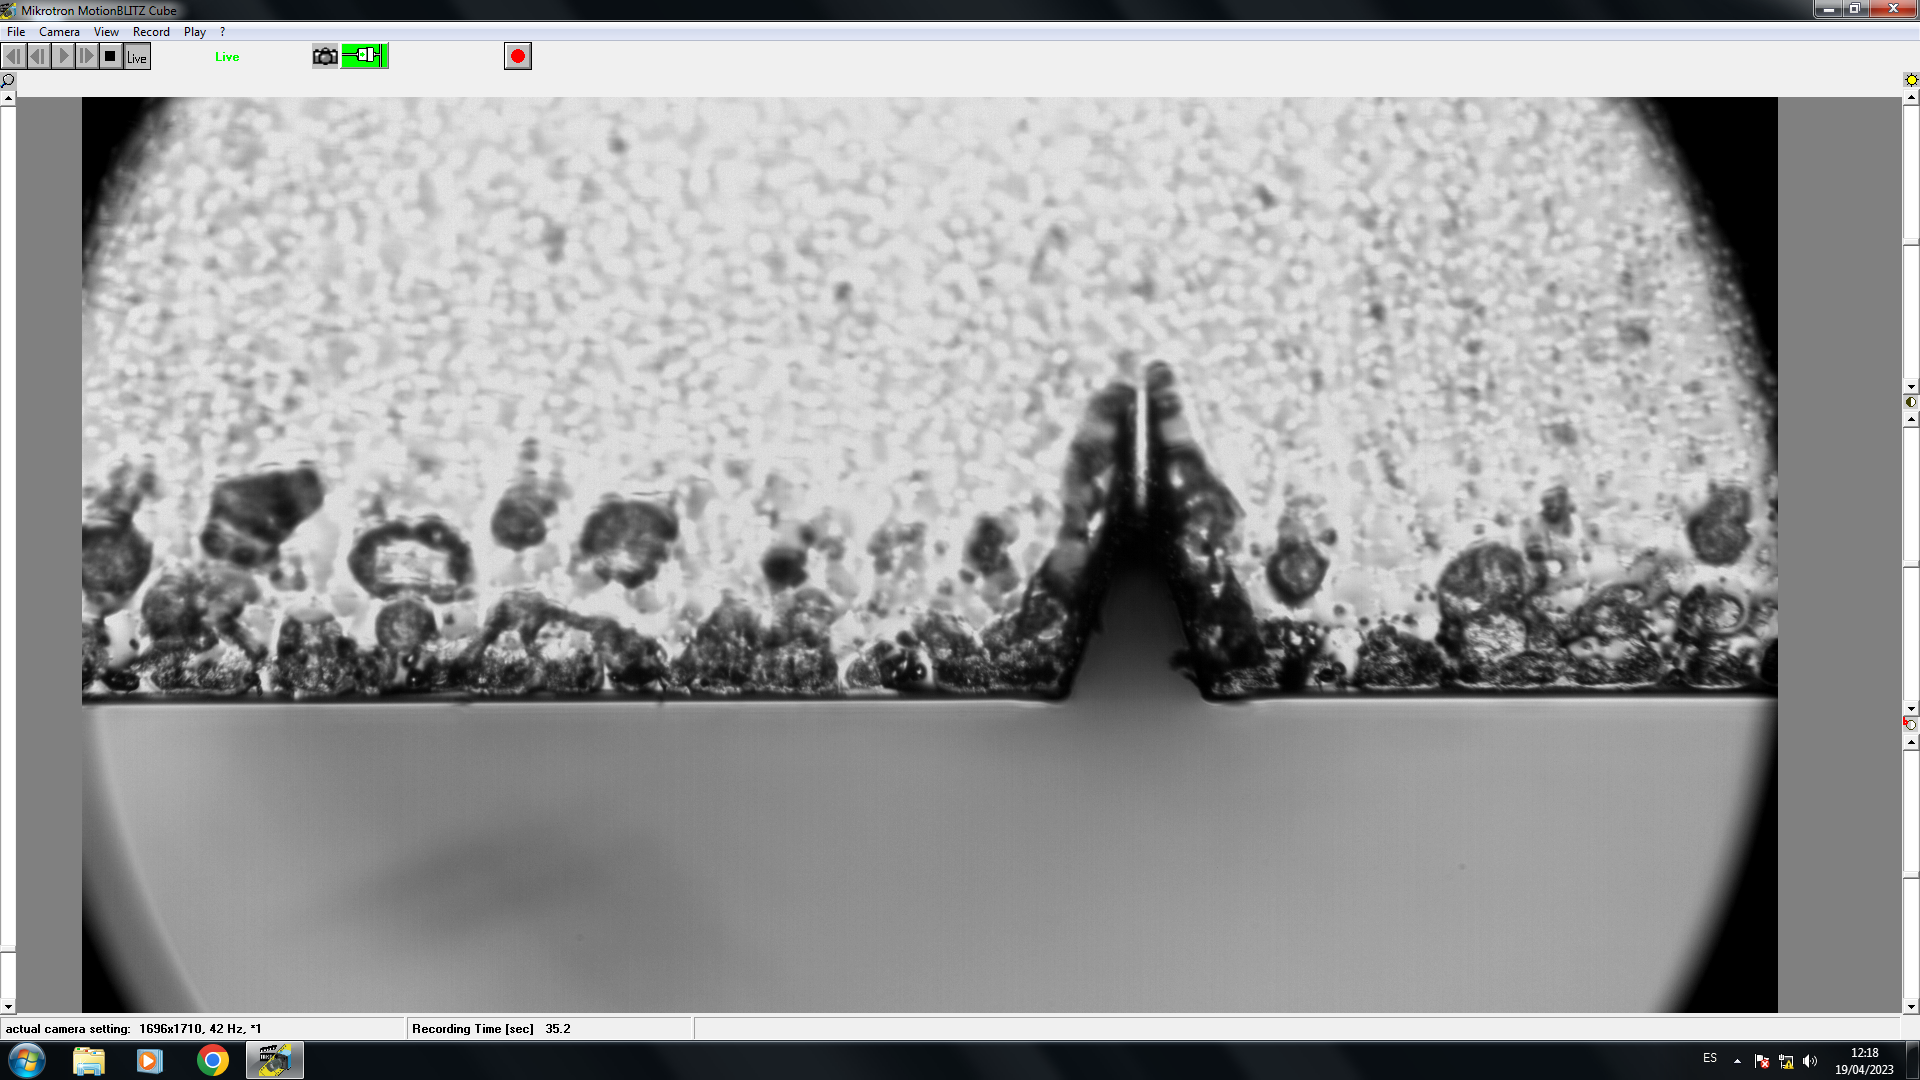 Mikrotron MotionBLITZ Cube
File Camera View Record Play ?
Live Live
actual camera setting: 1696x1710, 42 Hz, *1 Recording Time [sec] 35.2
ES 12:18
19/04/2023